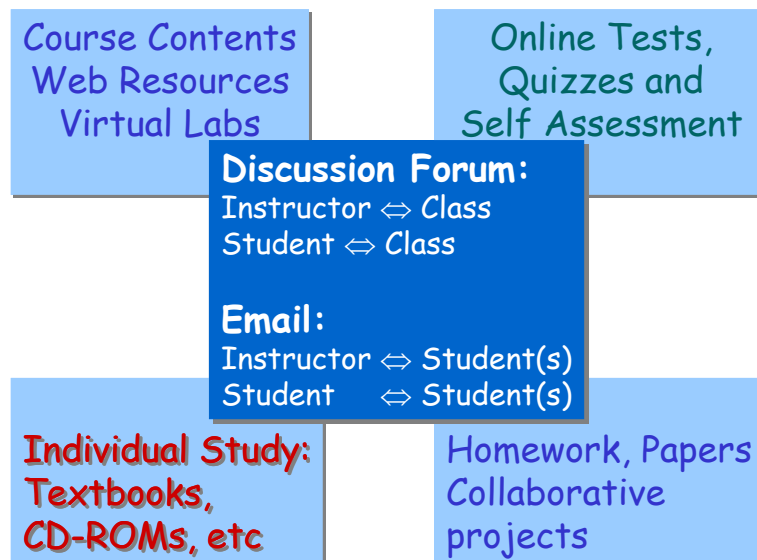 Course Contents
Web Resources
Virtual Labs
Online Tests,
Quizzes and
Self Assessment
Discussion Forum:
Instructor ⇔ Class
Student ⇔ Class
Email:
Instructor ⇔ Student(s)
Student ⇔ Student(s)
Individual Study:
Textbooks,
CD-ROMs, etc
Homework, Papers
Collaborative
projects